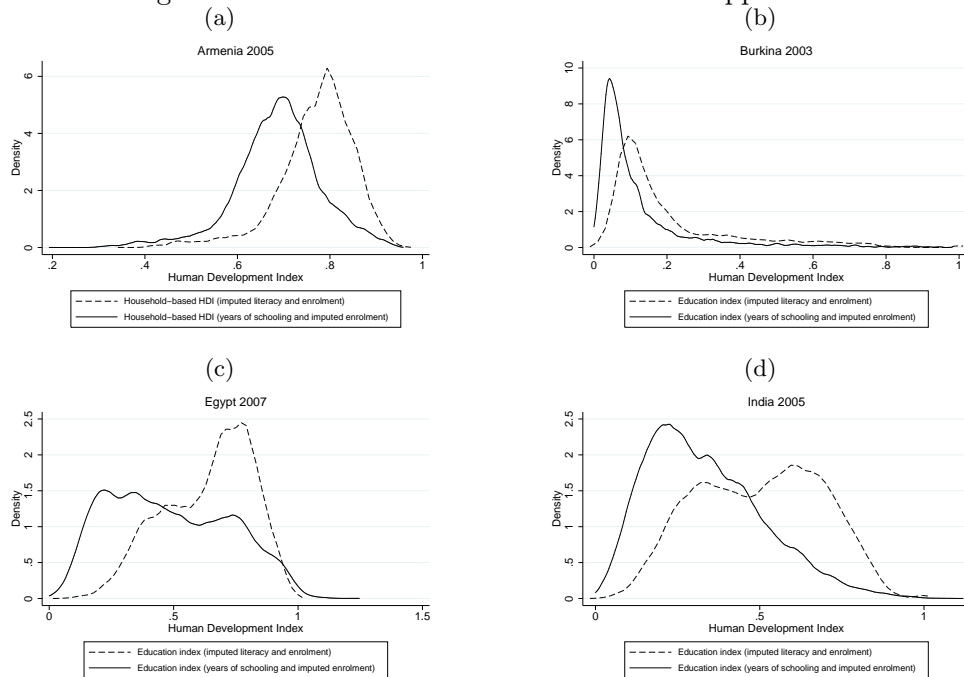 (a)
Armenia 2005
Density
0
2
4
6
.2
.4
.6
.8
1
Human Development Index
Household−based HDI (imputed literacy and enrolment)
Household−based HDI (years of schooling and imputed enrolment)
(b)
Burkina 2003
Density
0
2
4
6
8
10
0
.2
.4
.6
.8
1
Human Development Index
Education index (imputed literacy and enrolment)
Education index (years of schooling and imputed enrolment)
(c)
Egypt 2007
Density
0
.5
1
1.5
2
2.5
0
.5
1
1.5
Human Development Index
Education index (imputed literacy and enrolment)
Education index (years of schooling and imputed enrolment)
(d)
India 2005
Density
0
.5
1
1.5
2
2.5
0
.5
1
Human Development Index
Education index (imputed literacy and enrolment)
Education index (years of schooling and imputed enrolment)